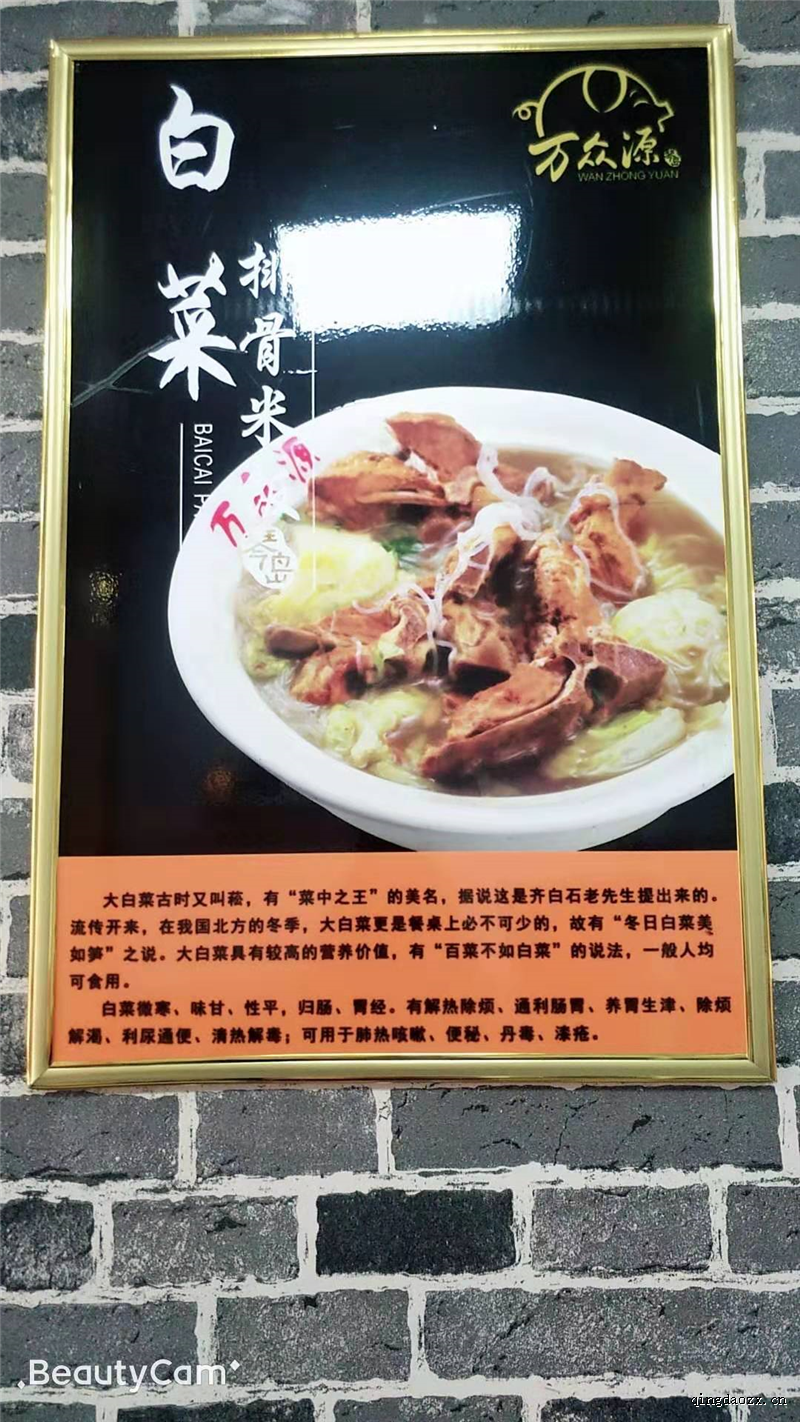 白菜
排骨米
BAICAI PA
万众源
WAN ZHONG YUAN
万众源
大白菜古时又叫菘，有“菜中之王”的美名，据说这是齐白石老先生提出来的。
流传开来，在我国北方的冬季，大白菜更是餐桌上必不可少的，故有“冬日白菜美
如笋”之说。大白菜具有较高的营养价值，有“百菜不如白菜”的说法，一般人均
可食用。
白菜微寒、味甘、性平，归肠、胃经。有解热除烦、通利肠胃、养胃生津、除烦
解渴、利尿通便、清热解毒；可用于肺热咳嗽、便秘、丹毒、漆疮。
BeautyCam
qingdaozx.cn